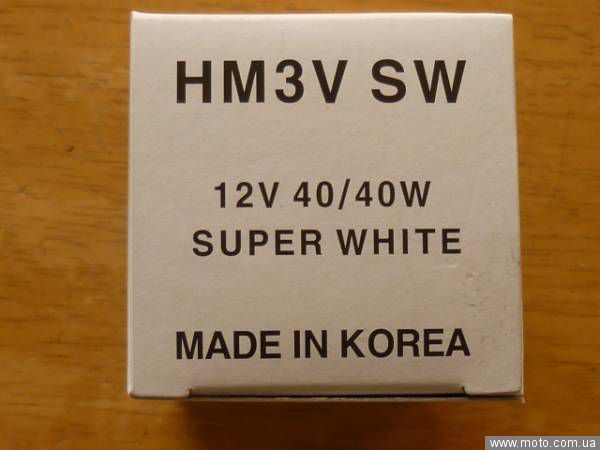 HM3V SW
12V 40/40W
SUPER WHITE
MADE IN KOREA
www.moto.com.ua